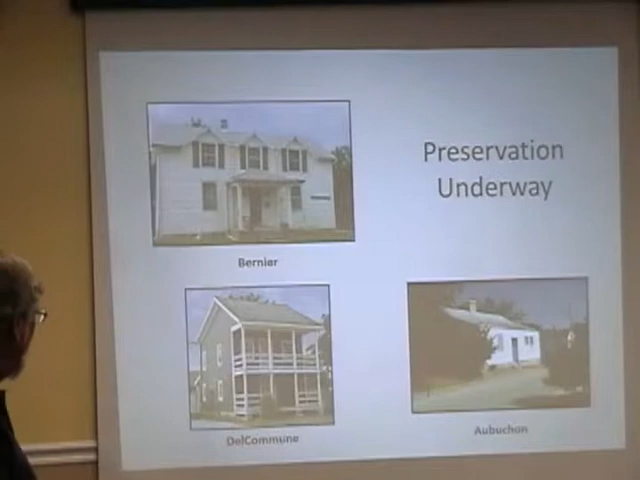 Preservation
Underway
Bernier
DelCommune
Aubuchon